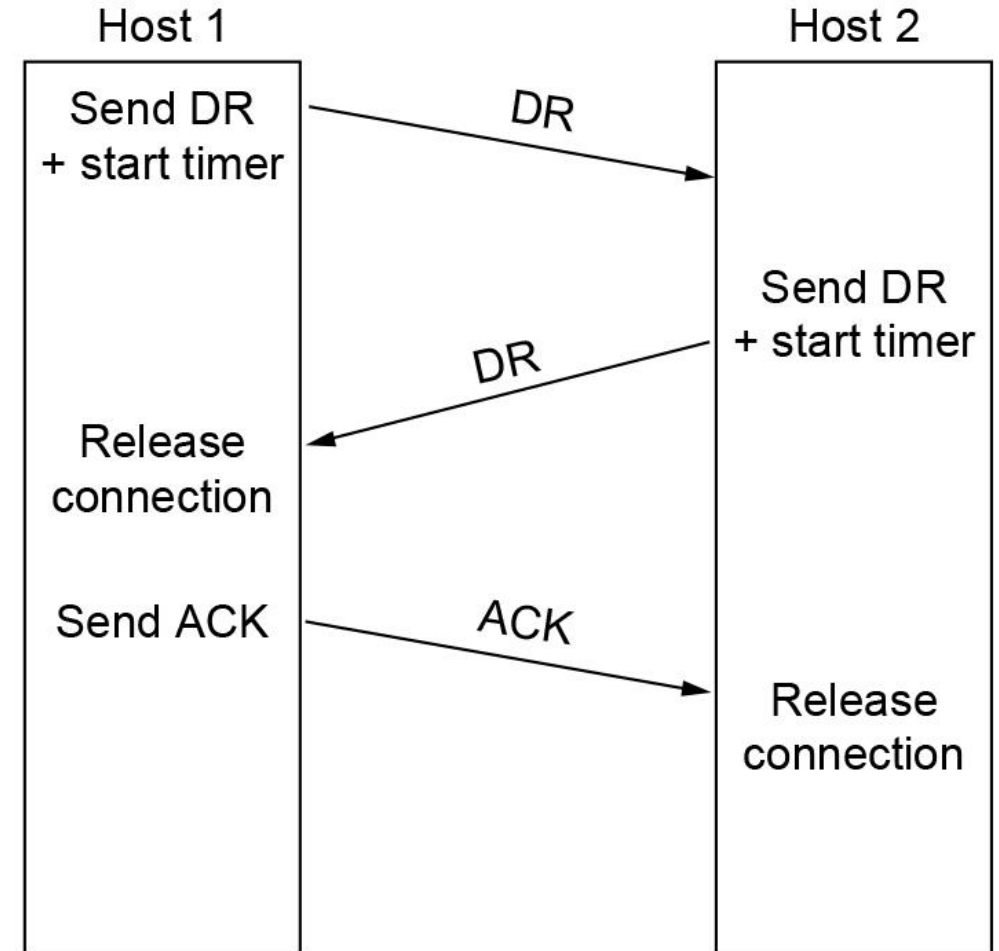 Host 1
Host 2
Send DR
+ start timer
DR
Send DR
+ start timer
DR
Release
connection
Send ACK
ACK
Release
connection